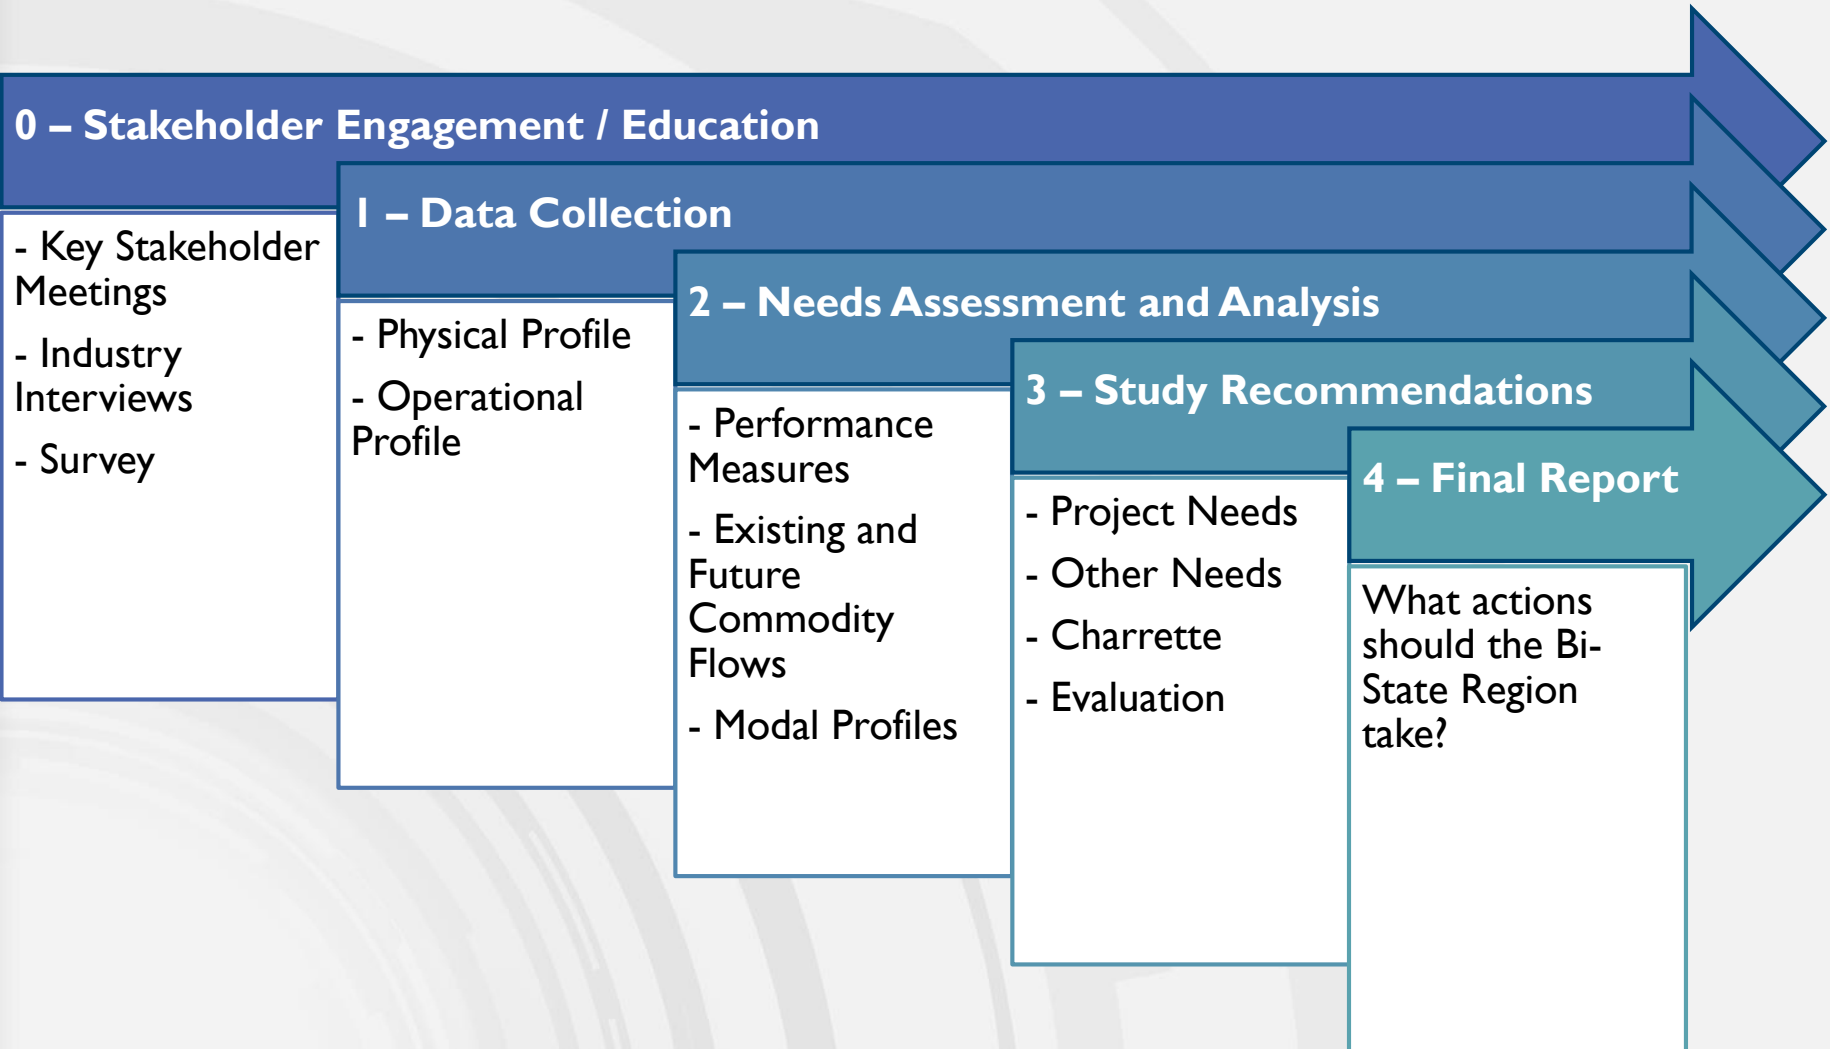 0 – Stakeholder Engagement / Education
- Key Stakeholder
Meetings
- Industry
Interviews
- Survey
1 – Data Collection
- Physical Profile
- Operational
Profile
2 – Needs Assessment and Analysis
- Performance
Measures
- Existing and
Future
Commodity
Flows
- Modal Profiles
3 – Study Recommendations
- Project Needs
- Other Needs
- Charrette
- Evaluation
4 – Final Report
What actions
should the Bi-
State Region
take?